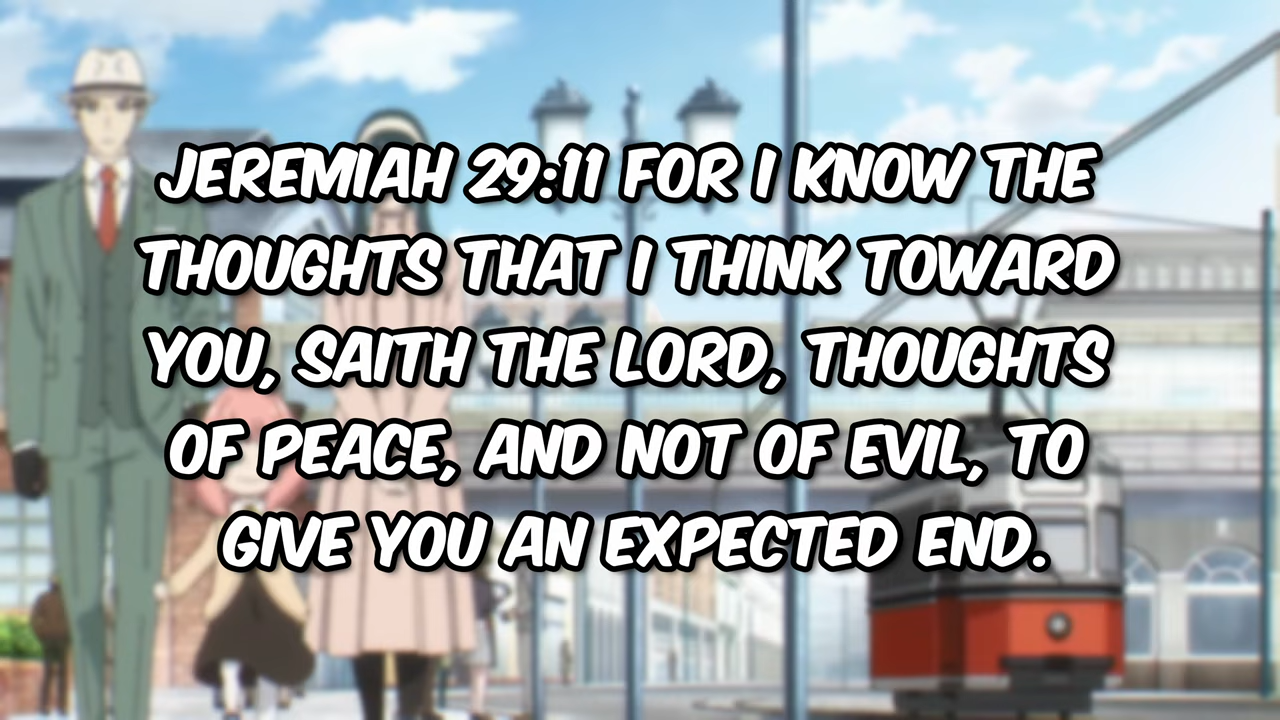 JEREMIAH 29:11 FOR I KNOW THE
THOUGHTS THAT I THINK TOWARD
YOU, SAITH THE LORD, THOUGHTS
OF PEACE, AND NOT OF EVIL, TO
GIVE YOU AN EXPECTED END.